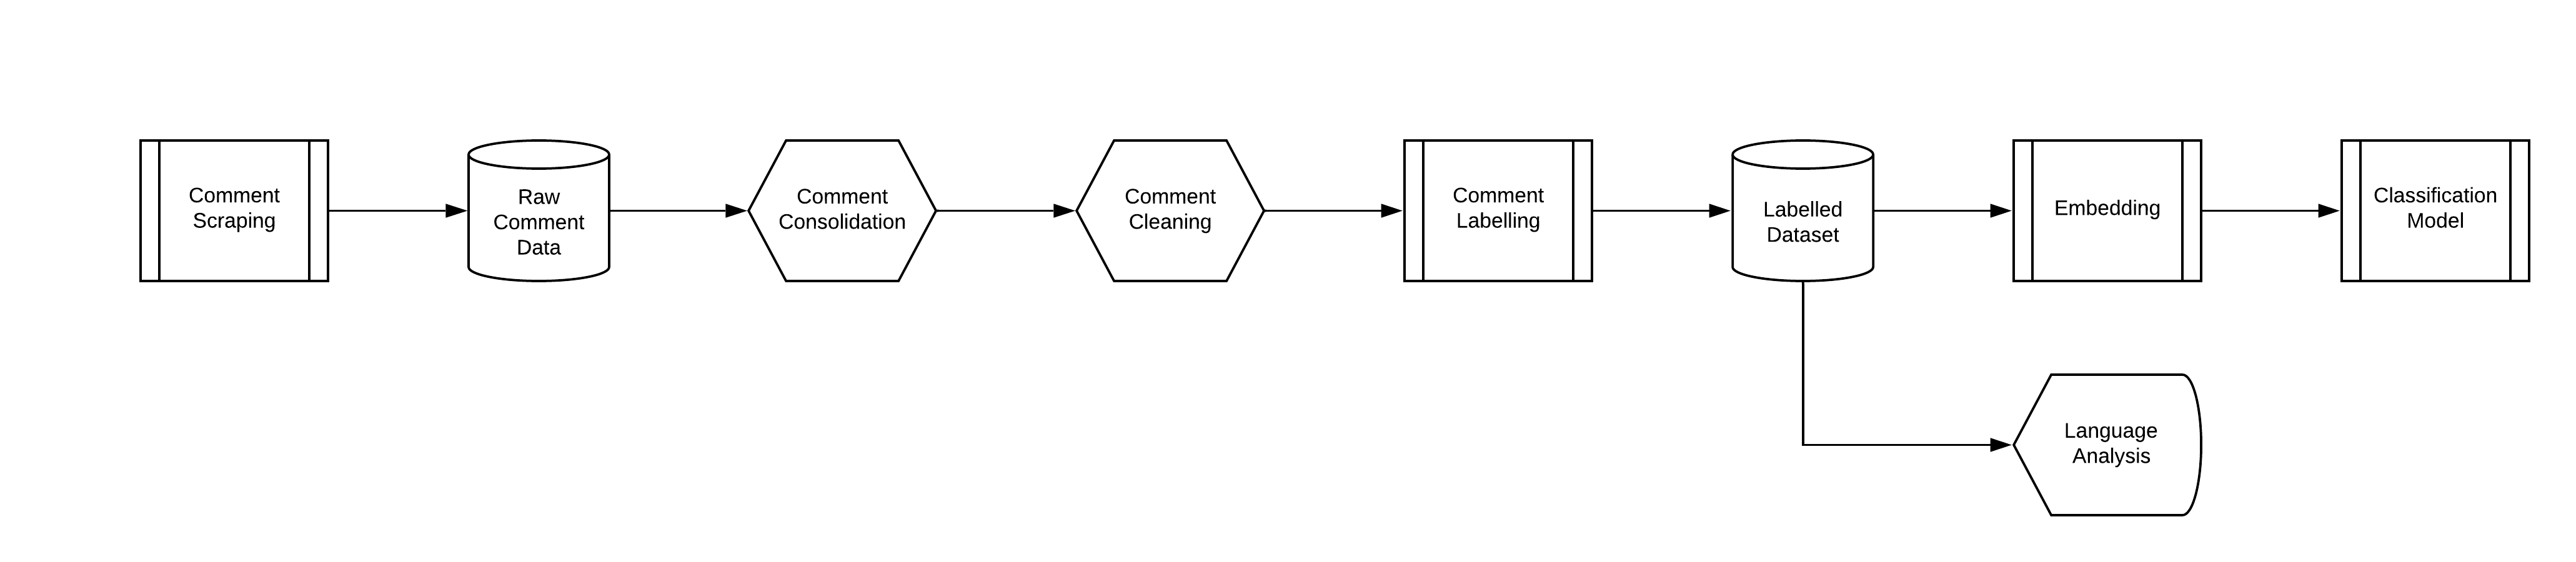 Comment
Scraping
Raw
Comment
Data
Comment
Consolidation
Comment
Cleaning
Comment
Labelling
Labelled
Dataset
Embedding
Classification
Model
Language
Analysis